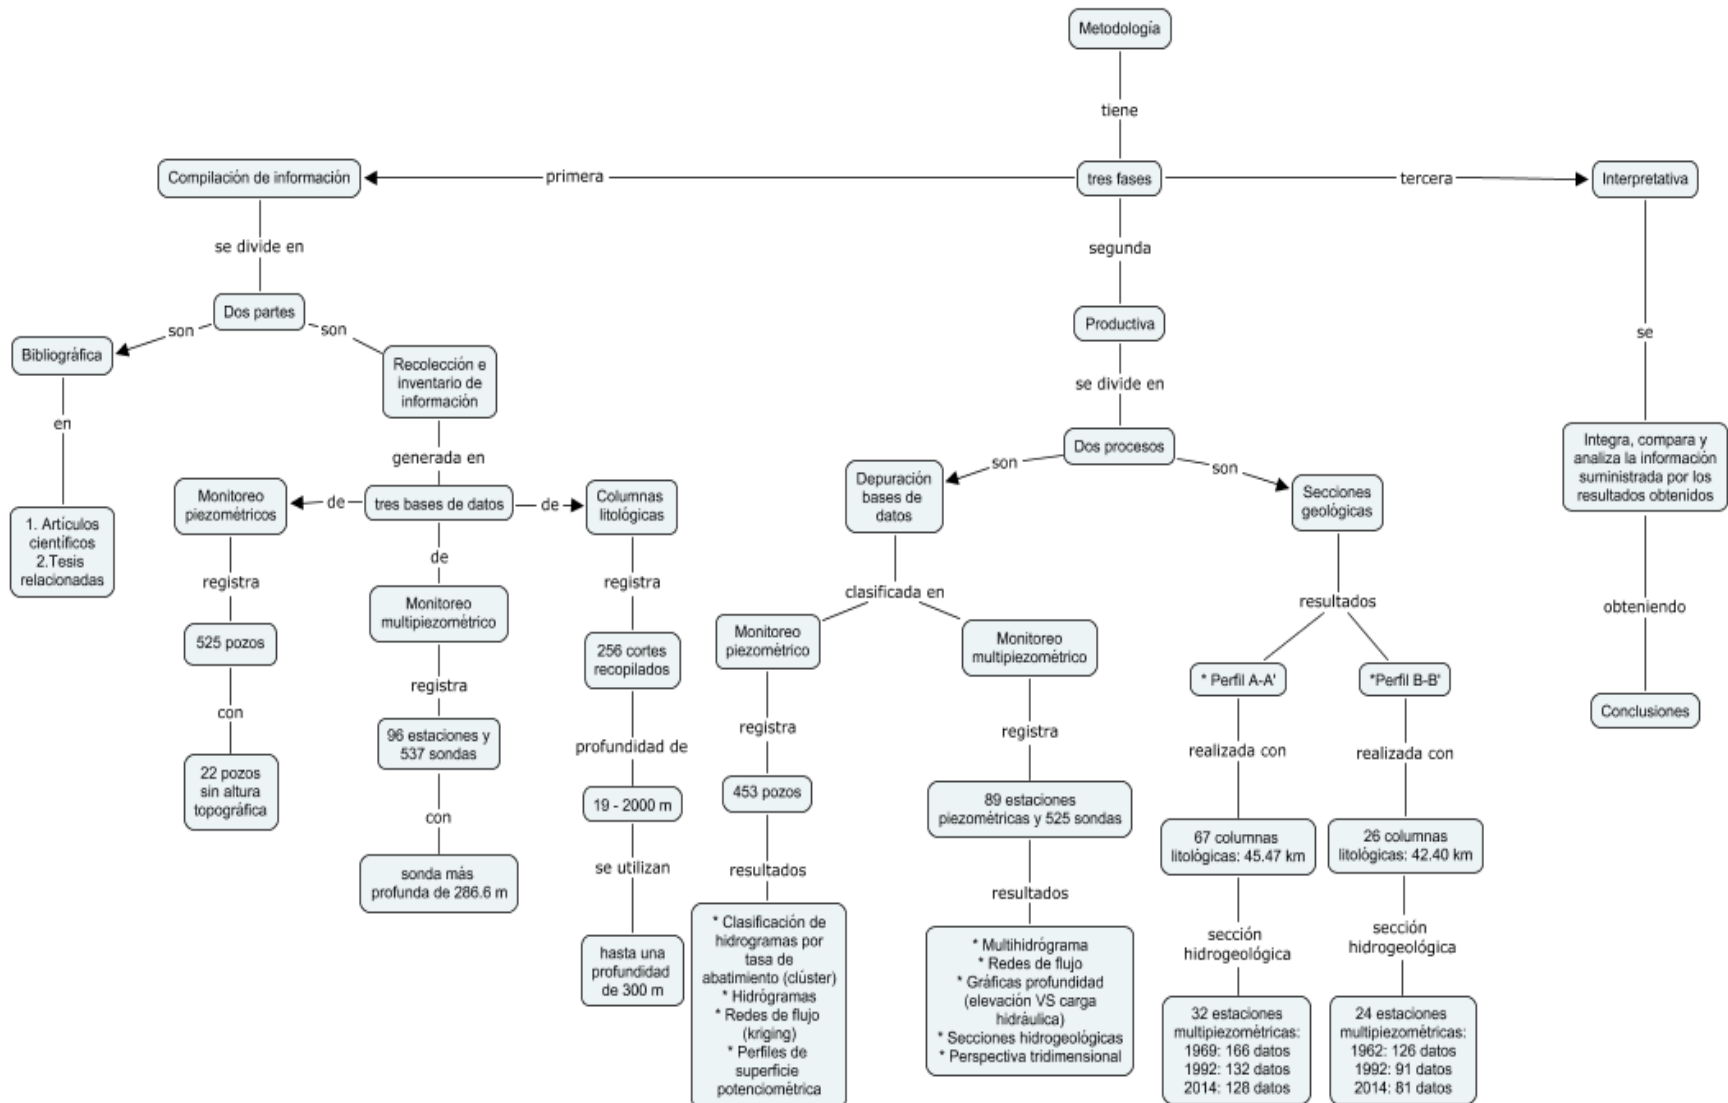 Metodología
tiene
Compilación de información
primera
tres fases
tercera
Interpretativa
se divide en
segunda
Dos partes
son
son
Productiva
se
Bibliográfica
Recolección e
inventario de
información
se divide en
en
Dos procesos
son
son
Integra, compara y
analiza la información
suministrada por los
resultados obtenidos
generada en
Monitoreo
piezométricos
de
tres bases de datos
de
Columnas
litológicas
Depuración
bases de
datos
Secciones
geológicas
1. Artículos
científicos
2.Tesis
relacionadas
registra
de
registra
clasificada en
resultados
obteniendo
525 pozos
Monitoreo
multipiezométrico
256 cortes
recopilados
Monitoreo
piezométrico
Monitoreo
multipiezométrico
* Perfil A-A'
*Perfil B-B'
Conclusiones
con
registra
registra
registra
realizada con
realizada con
22 pozos
sin altura
topográfica
96 estaciones y
537 sondas
profundidad de
453 pozos
89 estaciones
piezométricas y 525 sondas
67 columnas
litológicas: 45.47 km
26 columnas
litológicas: 42.40 km
con
19 - 2000 m
sonda más
profunda de 286.6 m
se utilizan
resultados
resultados
sección
hidrogeológica
sección
hidrogeológica
hasta una
profundidad
de 300 m
* Clasificación de
hidrogramas por
tasa de
abatimiento (clúster)
* Hidrógramas
* Redes de flujo
(kriging)
* Perfiles de
superficie
potenciométrica
* Multihidrógrama
* Redes de flujo
* Gráficas profundidad
(elevación VS carga
hidráulica)
* Secciones hidrogeológicas
* Perspectiva tridimensional
32 estaciones
multipiezométricas:
1969: 166 datos
1992: 132 datos
2014: 128 datos
24 estaciones
multipiezométricas:
1962: 126 datos
1992: 91 datos
2014: 81 datos